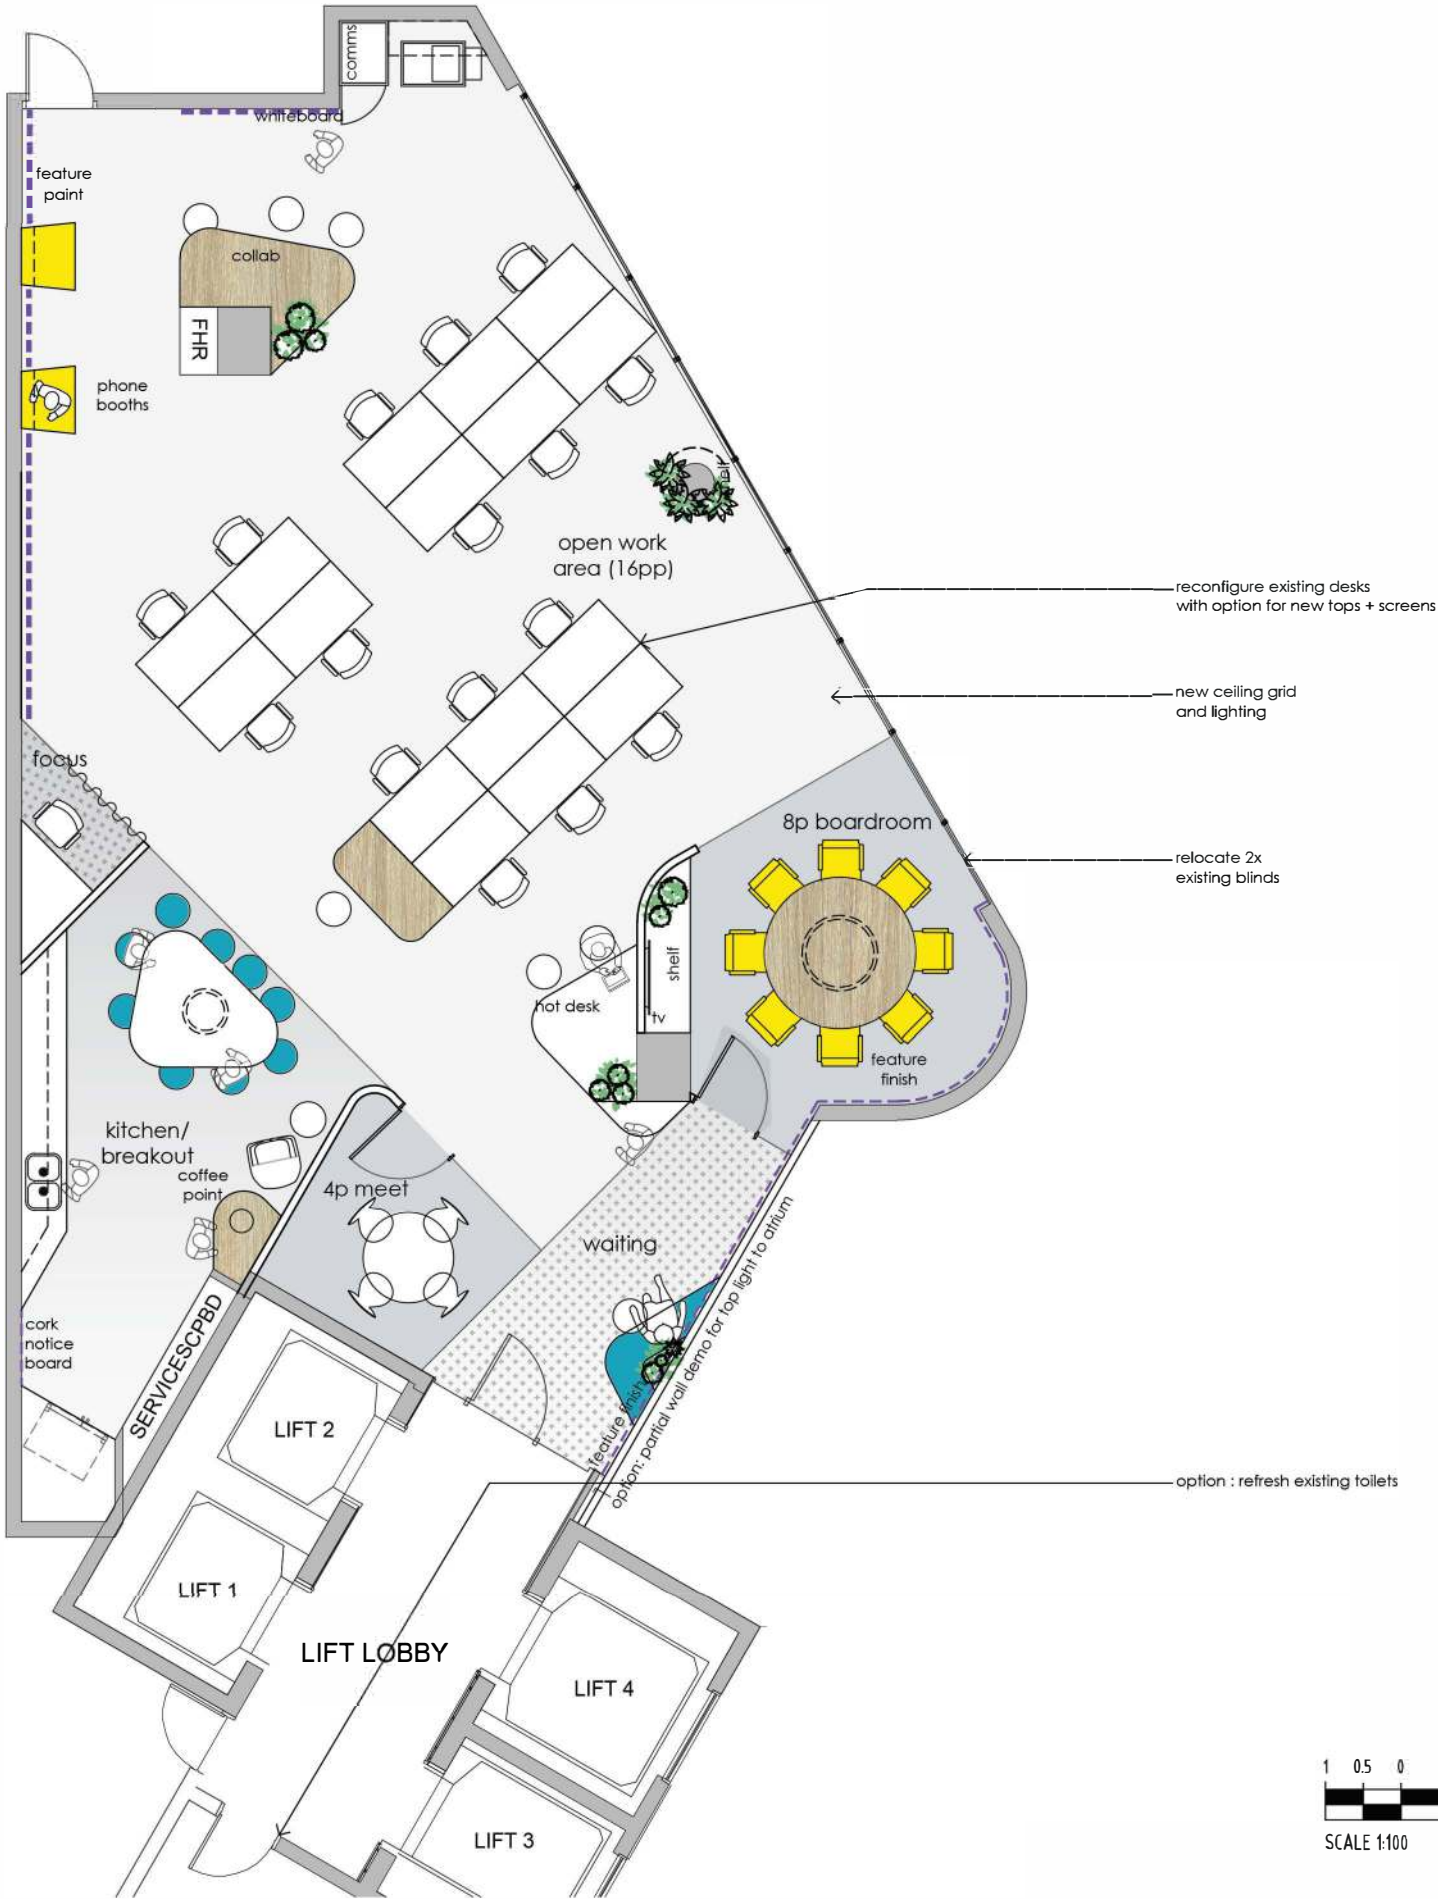 comms
whiteboard
feature
paint
collab
FHR
phone
booths
shelf
open work
area (16pp)
reconfigure existing desks
with option for new tops + screens
new ceiling grid
and lighting
focus
8p boardroom
relocate 2x
existing blinds
shelf
hot desk
tv
feature
finish
kitchen/
breakout
coffee
point
4p meet
waiting
cork
notice
board
SERVICESCPBD
feature finish
option: partial wall demo for top light to atrium
LIFT 2
option : refresh existing toilets
LIFT 1
LIFT LOBBY
LIFT 4
LIFT 3
1 0.5 0
SCALE 1:100